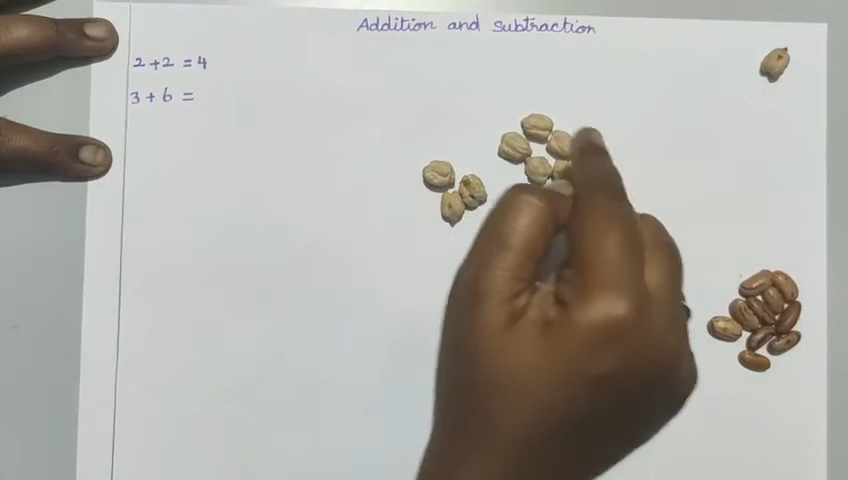 Addition and subtraction
2+2 =4
3+6 =